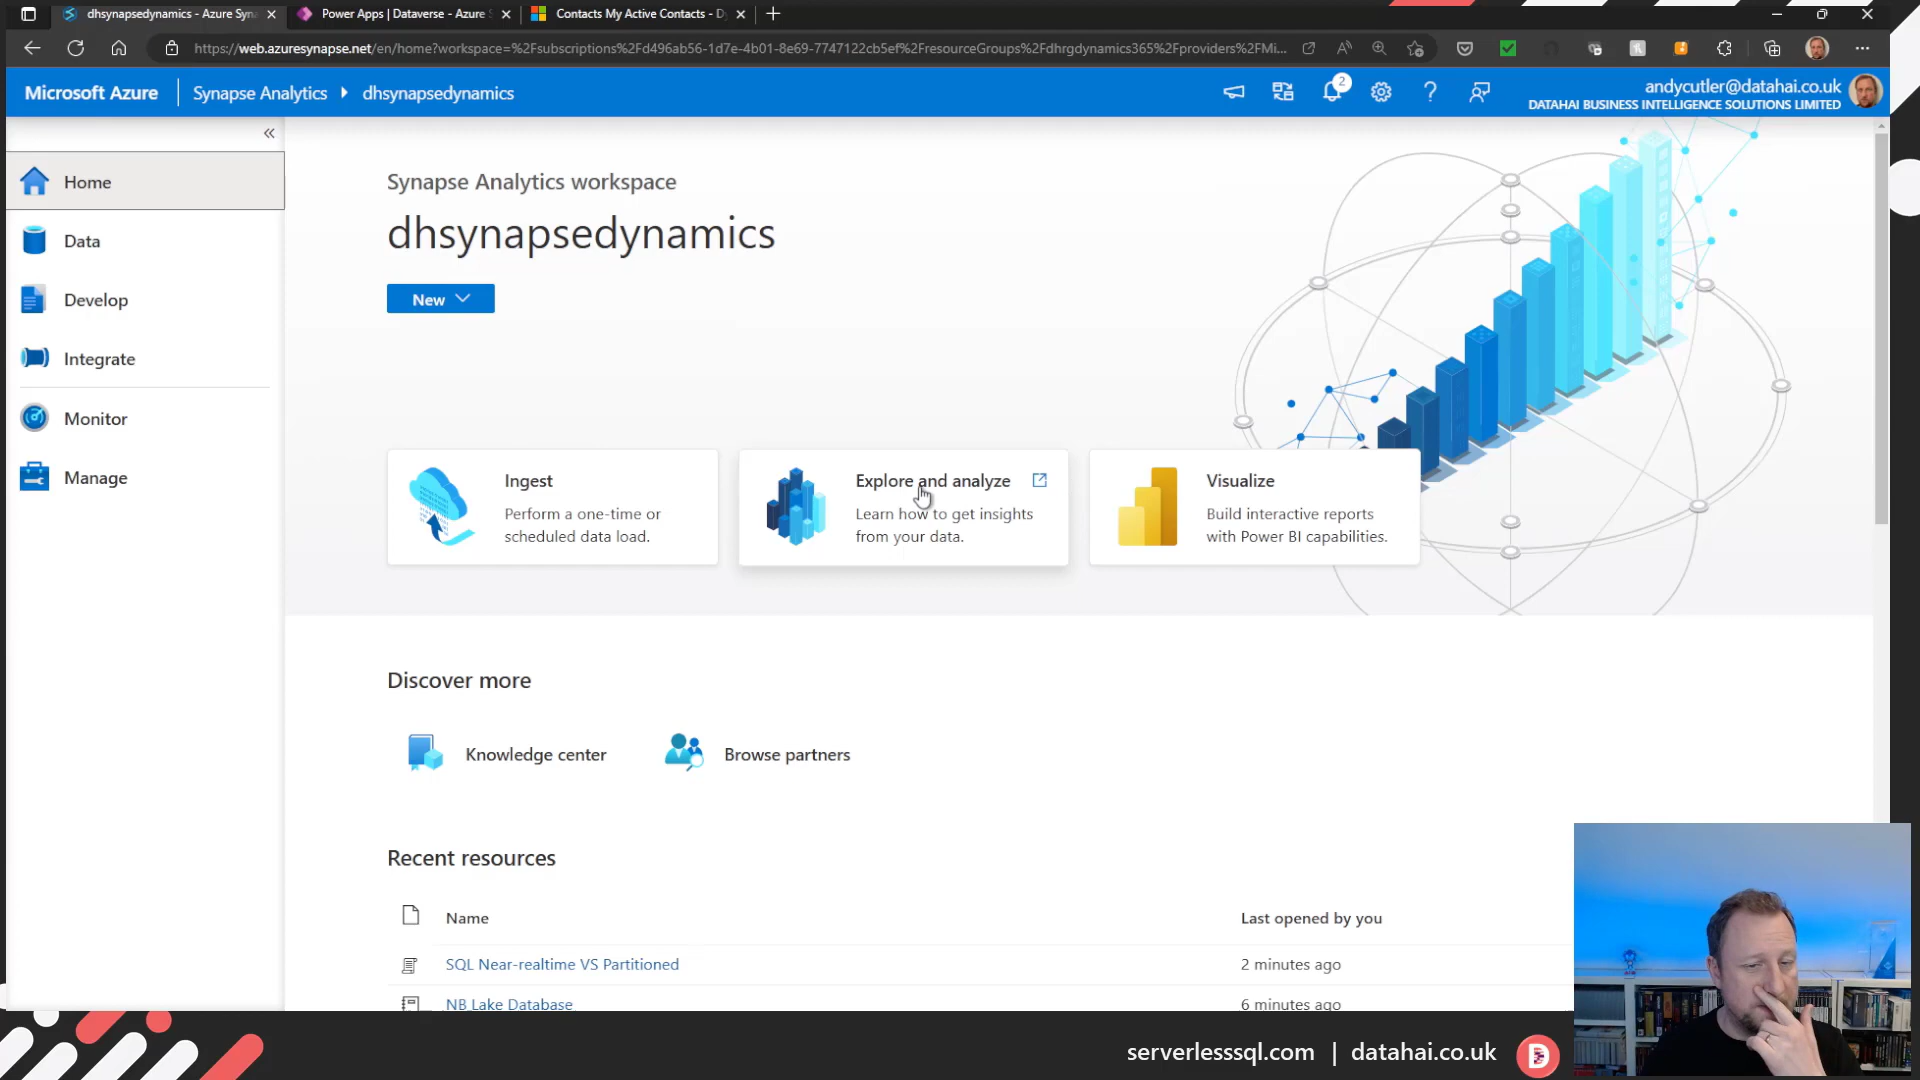 dhsynapsedynamics - Azure Syn
Power Apps | Dataverse - Azure
Contacts My Active Contacts - D
https://web.azuresynapse.net/en/home?workspace=%2Fsubscriptions%2Fd496ab56-1d7e-4b01-8e69-7747122cb5ef%2FresourceGroups%2Fdhrgdynamics365%2Fproviders%2FMi...
Microsoft Azure
Synapse Analytics
dhsynapsedynamics
2
andycutler@datahai.co.uk
DATAHAI BUSINESS INTELLIGENCE SOLUTIONS LIMITED
Home
Data
Develop
Integrate
Monitor
Manage
Synapse Analytics workspace
dhsynapsedynamics
New
Ingest
Perform a one-time or
scheduled data load.
Explore and analyze
Learn how to get insights
from your data.
Visualize
Build interactive reports
with Power BI capabilities.
Discover more
Knowledge center
Browse partners
Recent resources
Name
Last opened by you
SQL Near-realtime VS Partitioned
2 minutes ago
NB Lake Database
6 minutes ago
serverlesssql.com | datahai.co.uk